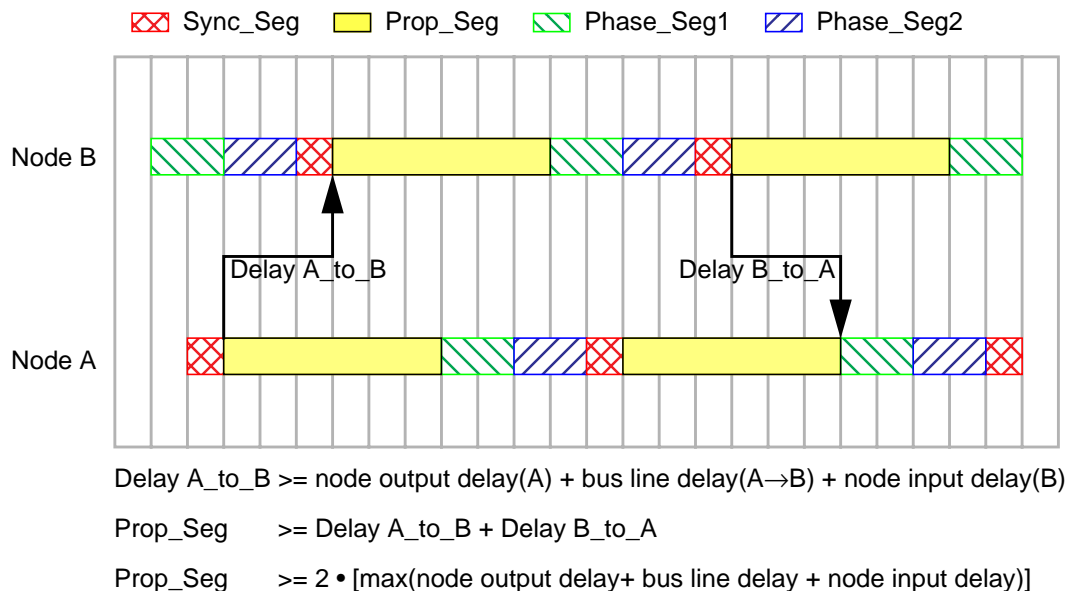 Sync_Seg Prop_Seg Phase_Seg1 Phase_Seg2
Node B
Delay A_to_B Delay B_to_A
Node A
Delay A_to_B >= node output delay(A) + bus line delay(A→B) + node input delay(B)
Prop_Seg >= Delay A_to_B + Delay B_to_A
Prop_Seg >= 2 • [max(node output delay+ bus line delay + node input delay)]